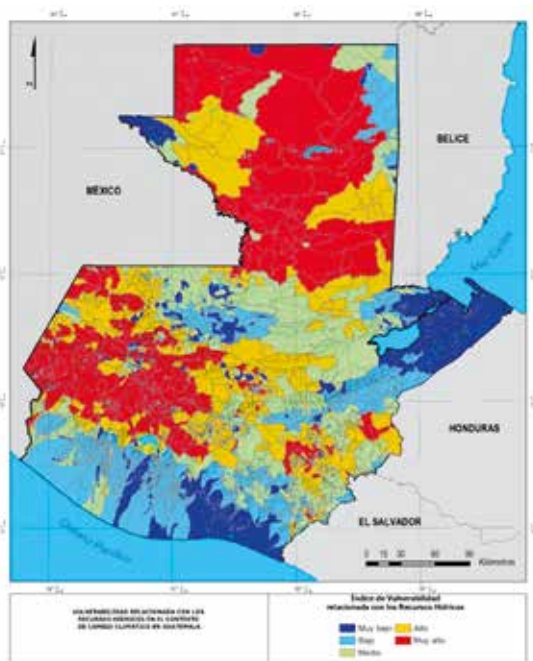 BELICE
MÉXICO
Mar Caribe
HONDURAS
EL SALVADOR
Océano Pacífico
0 15 30 60 90
Kilómetros
VULNERABILIDAD RELACIONADA CON LOS
RECURSOS HÍDRICOS EN EL CONTEXTO
DE CAMBIO CLIMÁTICO EN GUATEMALA.
Índice de Vulnerabilidad
relacionada con los Recursos Hídricos
Muy bajo Alto
Bajo Muy alto
Medio